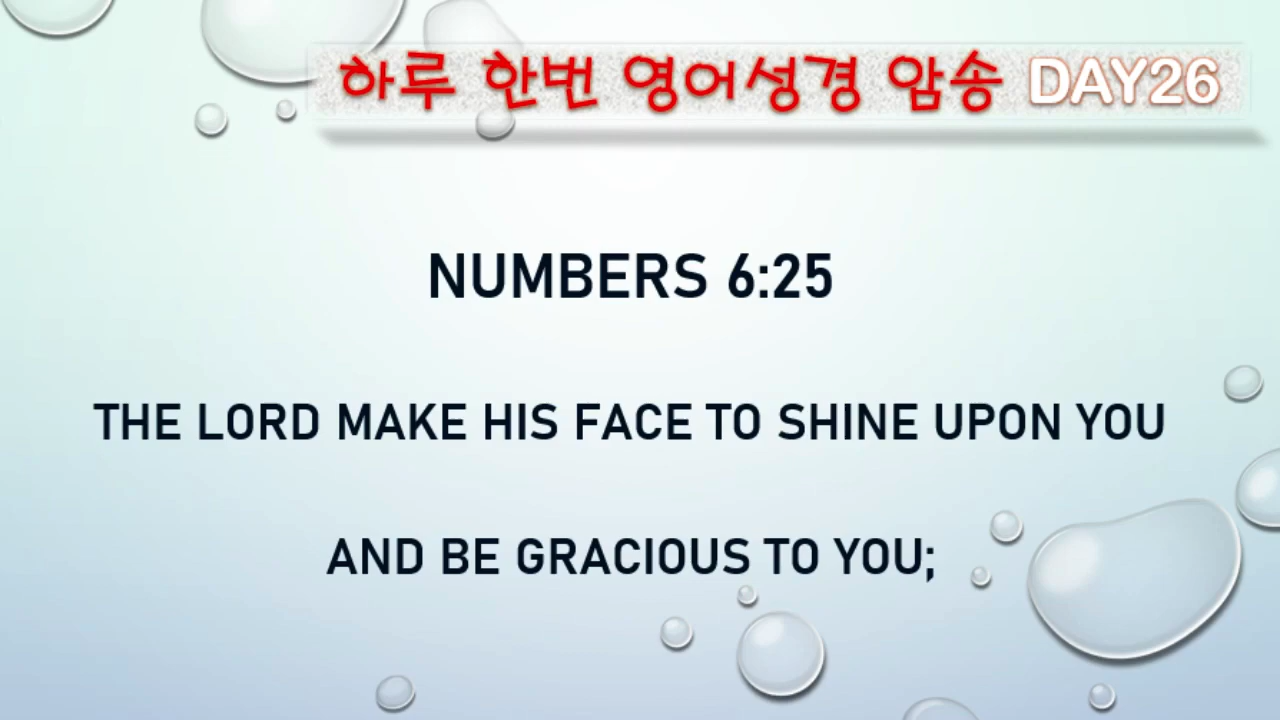 하루 한번 영어성경 암송 DAY26
NUMBERS 6:25
THE LORD MAKE HIS FACE TO SHINE UPON YOU
AND BE GRACIOUS TO YOU;